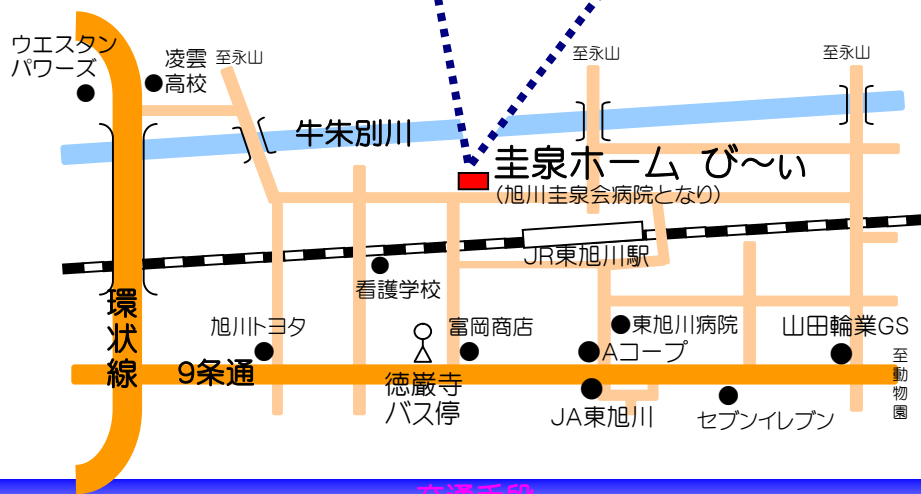 ウエスタン
パワーズ
凌雲
高校
至永山
至永山
至永山
牛朱別川
圭泉ホーム び～ぃ
(旭川圭泉会病院となり)
JR東旭川駅
看護学校
環状線
旭川トヨタ
富岡商店
東旭川病院
山田輪業GS
Aコープ
至動物園
9条通
徳巌寺
バス停
JA東旭川
セブンイレブン
交通手段